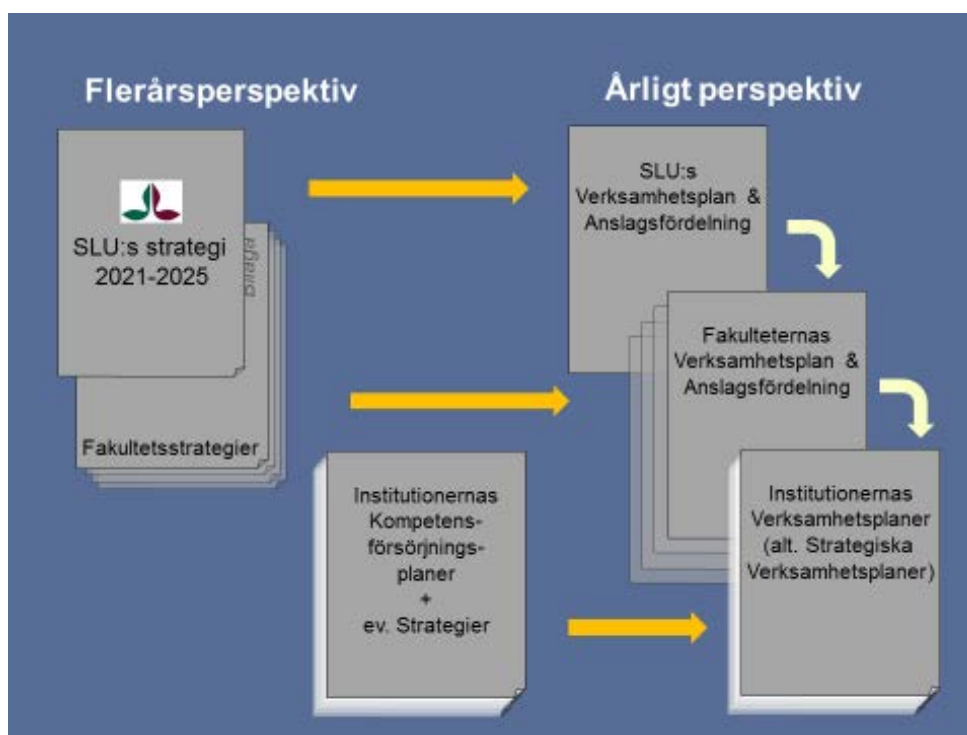 Flerårsperspektiv
Årligt perspektiv
SLU:s strategi
2021-2025
Bilaga
Fakultetsstrategier
Institutionernas
Kompetens-
försörjnings-
planer
+
ev. Strategier
SLU:s
Verksamhetsplan &
Anslagsfördelning
Fakulteternas
Verksamhetsplan &
Anslagsfördelning
Institutionernas
Verksamhetsplaner
(alt. Strategiska
Verksamhetsplaner)